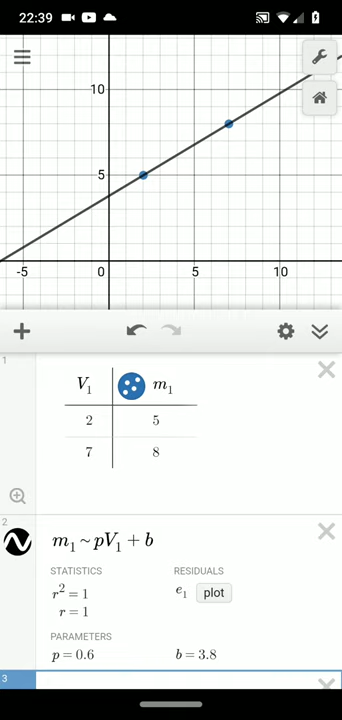 22:39
10
5
-5 0 5 10
1
V₁ m₁
2 5
7 8
2
m₁ ~ pV₁ + b
STATISTICS RESIDUALS
r² = 1 e₁ plot
r = 1
PARAMETERS
p = 0.6 b = 3.8
3